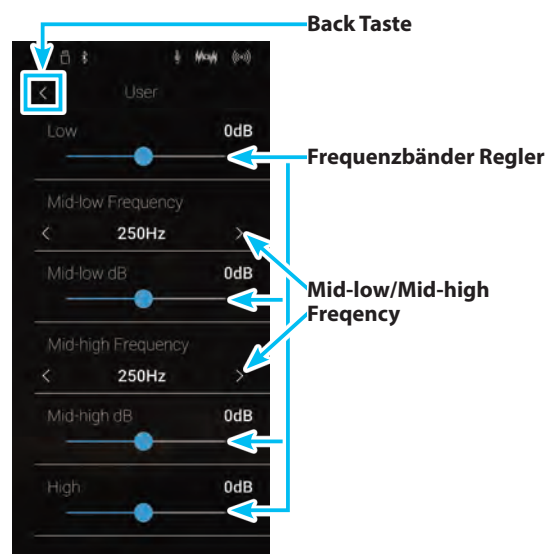 Back Taste
User
Low 0dB
Frequenzbänder Regler
Mid-low Frequency
< 250Hz >
Mid-low dB 0dB
Mid-low/Mid-high
Freqency
Mid-high Frequency
< 250Hz >
Mid-high dB 0dB
High 0dB